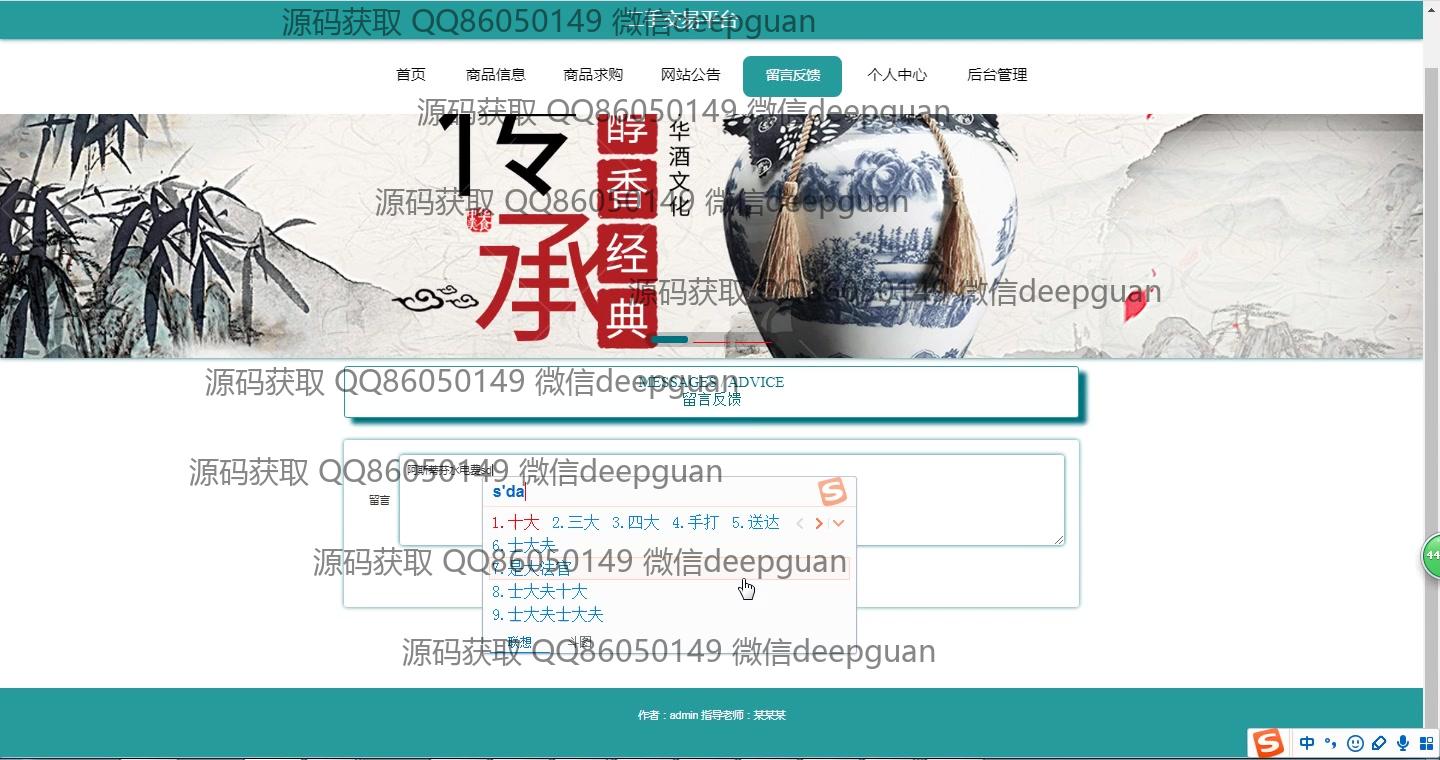 二手交易平台
源码获取 QQ86050149 微信deepguan
首页 商品信息 商品求购 网站公告 留言反馈 个人中心 后台管理
源码获取 QQ86050149 微信deepguan
传承
醇香经典
华酒文化
源码获取 QQ86050149 微信deepguan
源码获取 QQ86050149 微信deepguan
MESSAGES / ADVICE
源码获取 QQ86050149 微信deepguan
留言反馈
源码获取 QQ86050149 微信deepguan
留言
s'da
1.十大 2.三大 3.四大 4.手打 5.送达
6.士大夫
源码获取 QQ86050149 微信deepguan
7.是大法官
8.士大夫十大
9.士大夫士大夫
联想 斗图
源码获取 QQ86050149 微信deepguan
44
作者：admin 指导老师：某某某
中